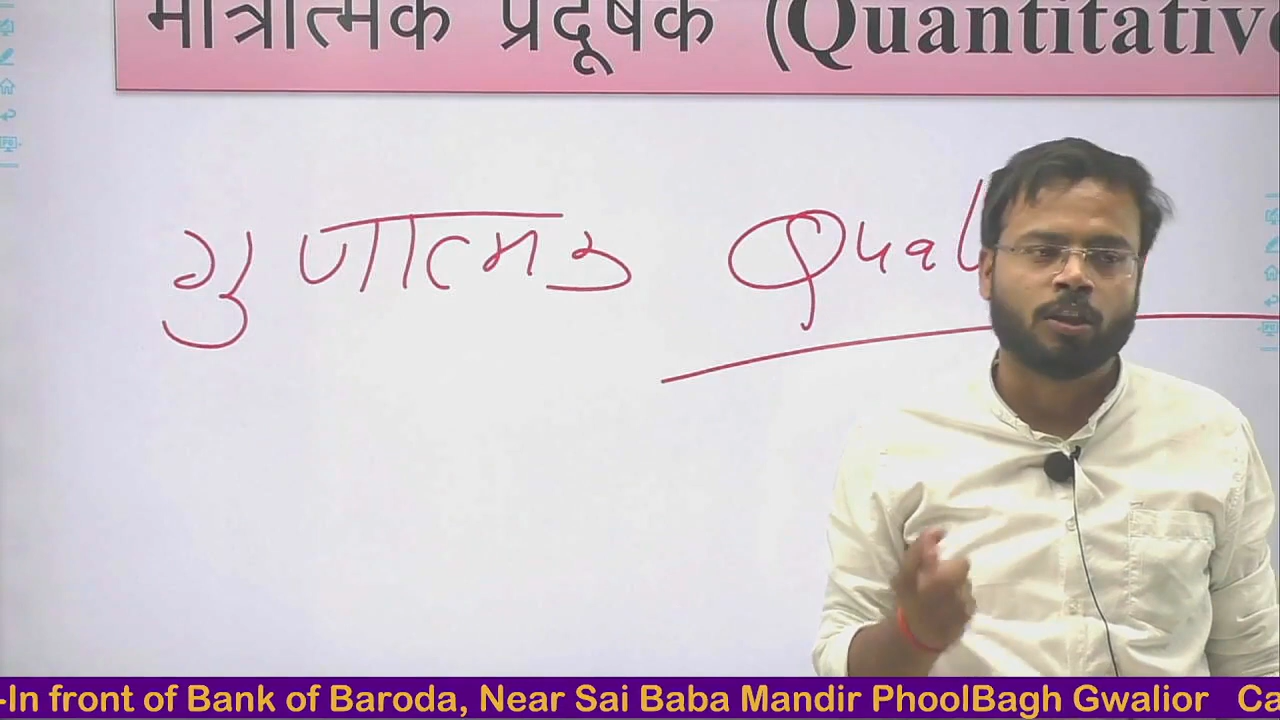 मात्रात्मक प्रदूषक (Quantitative
गुणात्मक Qual
-In front of Bank of Baroda, Near Sai Baba Mandir PhoolBagh Gwalior Ca